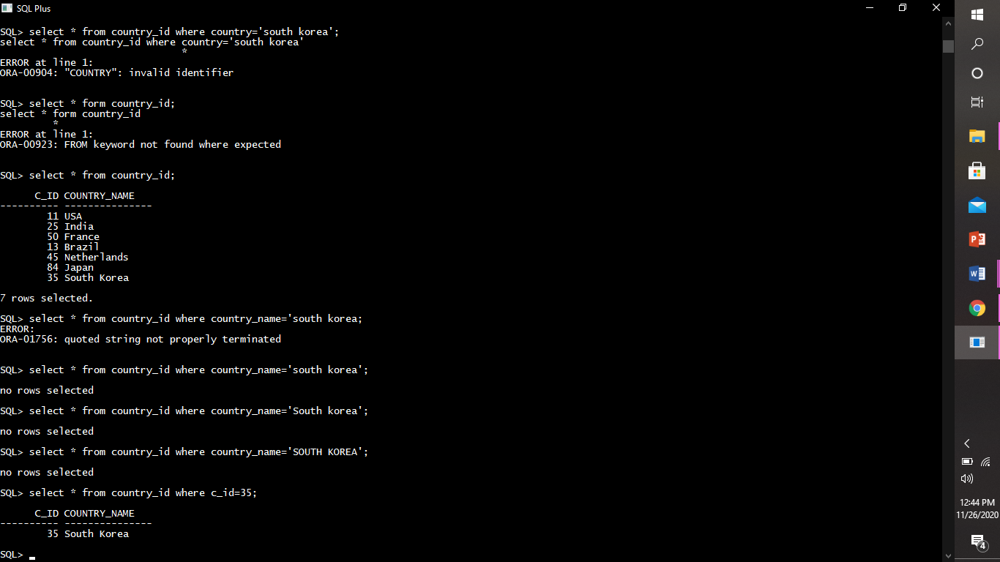 SQL Plus
SQL> select * from country_id where country='south korea';
select * from country_id where country='south korea'
                               *
ERROR at line 1:
ORA-00904: "COUNTRY": invalid identifier
SQL> select * form country_id;
select * form country_id
         *
ERROR at line 1:
ORA-00923: FROM keyword not found where expected
SQL> select * from country_id;
      C_ID COUNTRY_NAME
---------- ---------------
        11 USA
        25 India
        50 France
        13 Brazil
        45 Netherlands
        84 Japan
        35 South Korea
7 rows selected.
SQL> select * from country_id where country_name='south korea;
ERROR:
ORA-01756: quoted string not properly terminated
SQL> select * from country_id where country_name='south korea';
no rows selected
SQL> select * from country_id where country_name='South korea';
no rows selected
SQL> select * from country_id where country_name='SOUTH KOREA';
no rows selected
SQL> select * from country_id where c_id=35;
      C_ID COUNTRY_NAME
---------- ---------------
        35 South Korea
SQL>
P
W
12:44 PM
11/26/2020
4